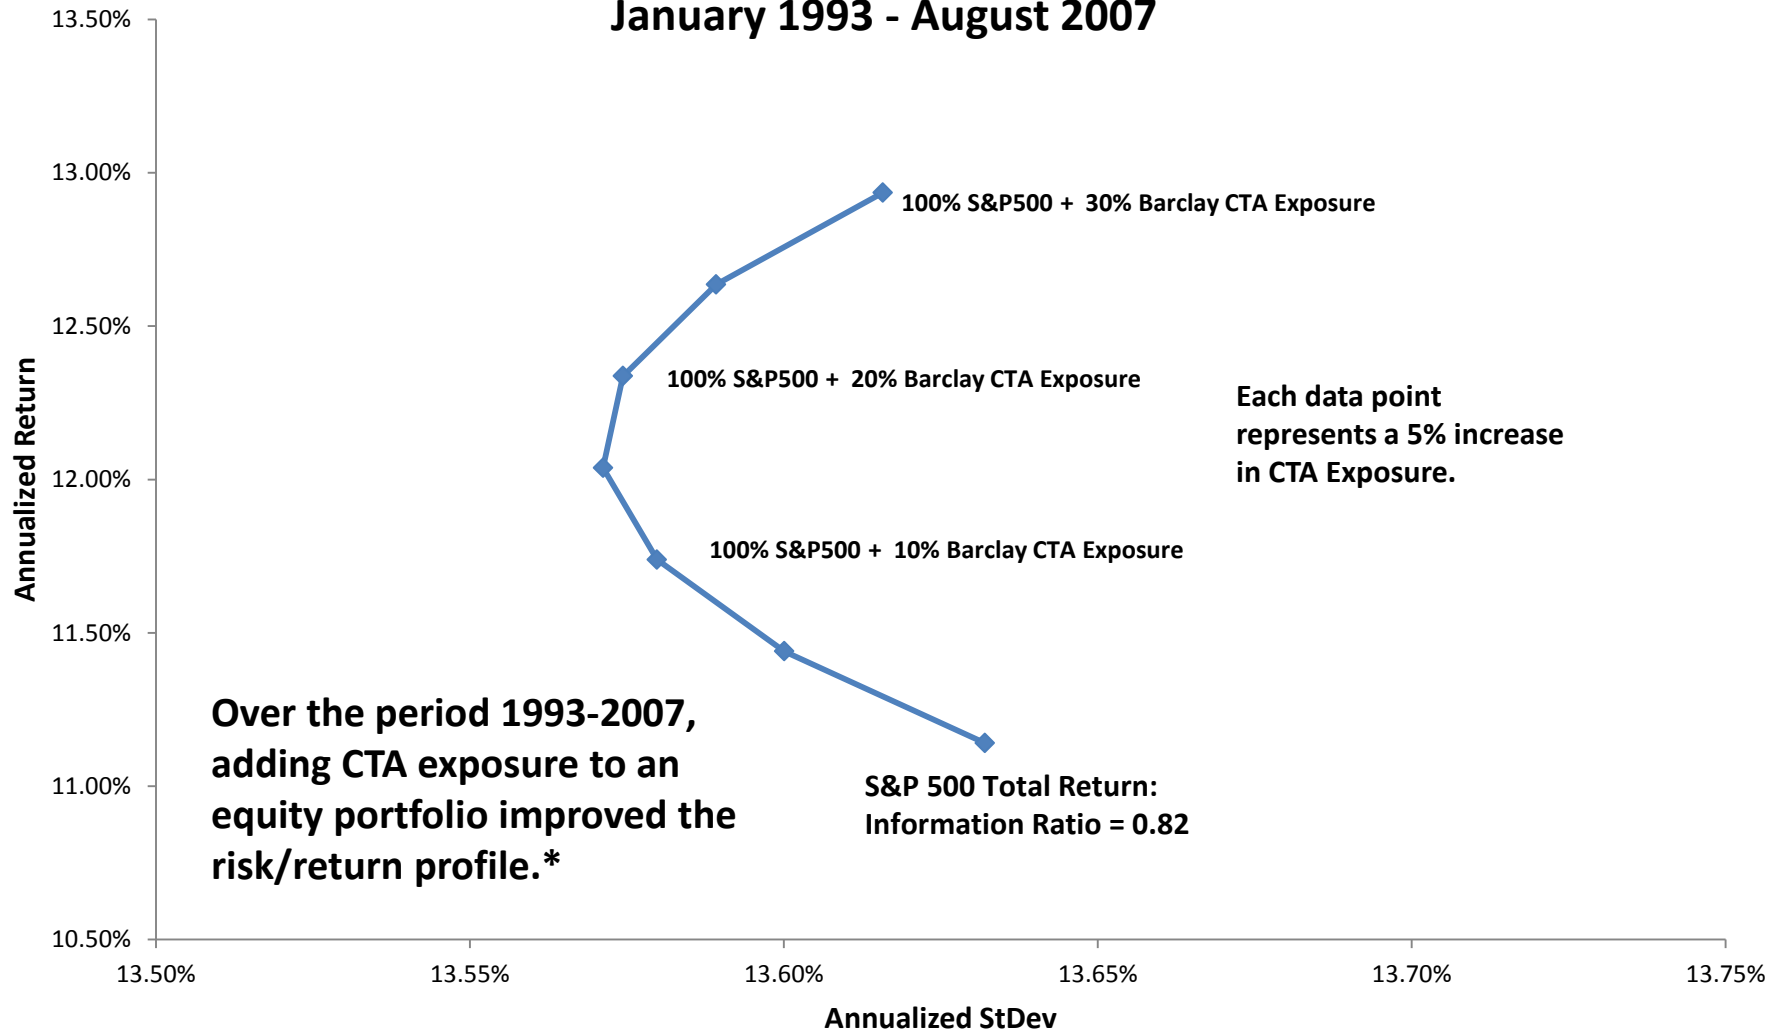 January 1993 - August 2007
13.50%
13.00%
12.50%
12.00%
11.50%
11.00%
10.50%
Annualized Return
100% S&P500 + 30% Barclay CTA Exposure
100% S&P500 + 20% Barclay CTA Exposure
Each data point
represents a 5% increase
in CTA Exposure.
100% S&P500 + 10% Barclay CTA Exposure
Over the period 1993-2007,
adding CTA exposure to an
equity portfolio improved the
risk/return profile.*
S&P 500 Total Return:
Information Ratio = 0.82
13.50%
13.55%
13.60%
13.65%
13.70%
13.75%
Annualized StDev